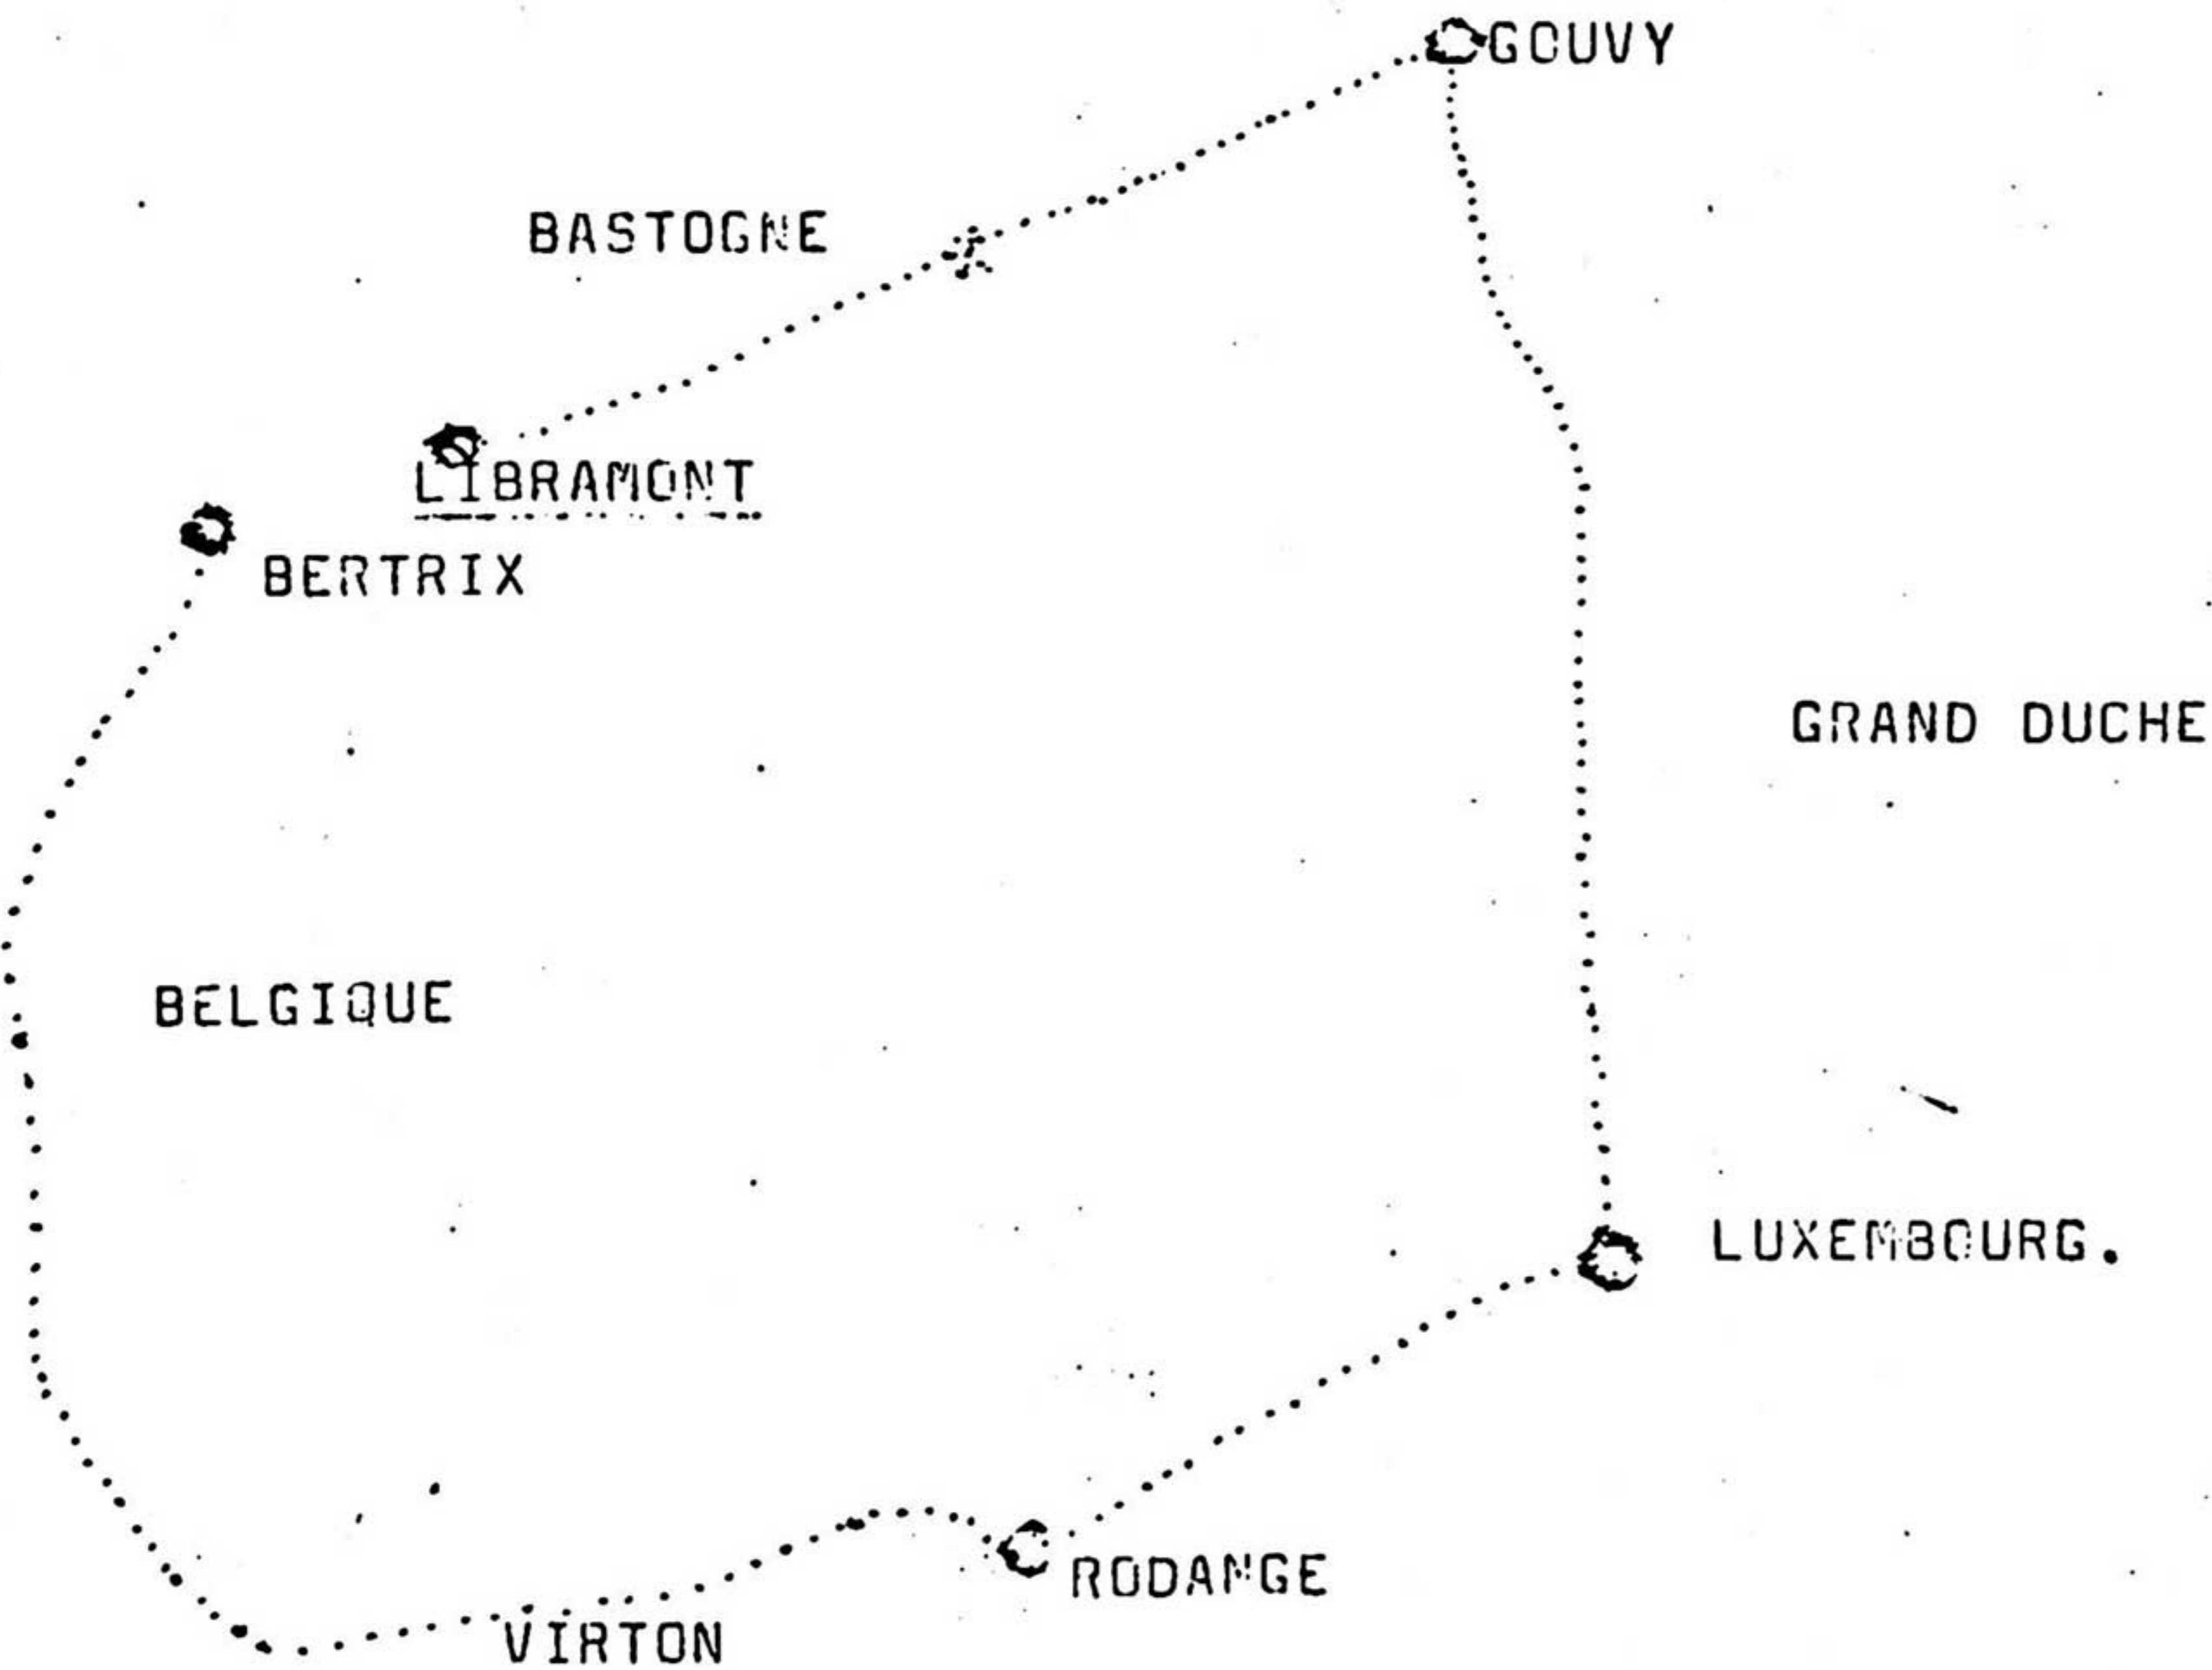 GOUVY
BASTOGNE
LIBRAMONT
BERTRIX
GRAND DUCHE
BELGIQUE
LUXEMBOURG.
RODANGE
VIRTON